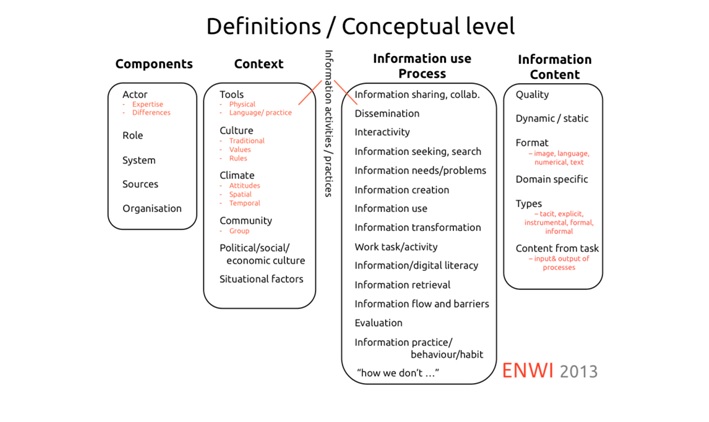 Definitions / Conceptual level
Components
Actor
- Expertise
- Differences
Role
System
Sources
Organisation
Context
Tools
- Physical
- Language/ practice
Culture
- Traditional
- Values
- Rules
Climate
- Attitudes
- Spatial
- Temporal
Community
- Group
Political/social/
economic culture
Situational factors
Information activities / practices
Information use
Process
Information sharing, collab.
Dissemination
Interactivity
Information seeking, search
Information needs/problems
Information creation
Information use
Information transformation
Work task/activity
Information/digital literacy
Information retrieval
Information flow and barriers
Evaluation
Information practice/
behaviour/habit
“how we don’t …”
Information
Content
Quality
Dynamic / static
Format
– image, language,
numerical, text
Domain specific
Types
– tacit, explicit,
instrumental, formal,
informal
Content from task
– input& output of
processes
ENWI 2013